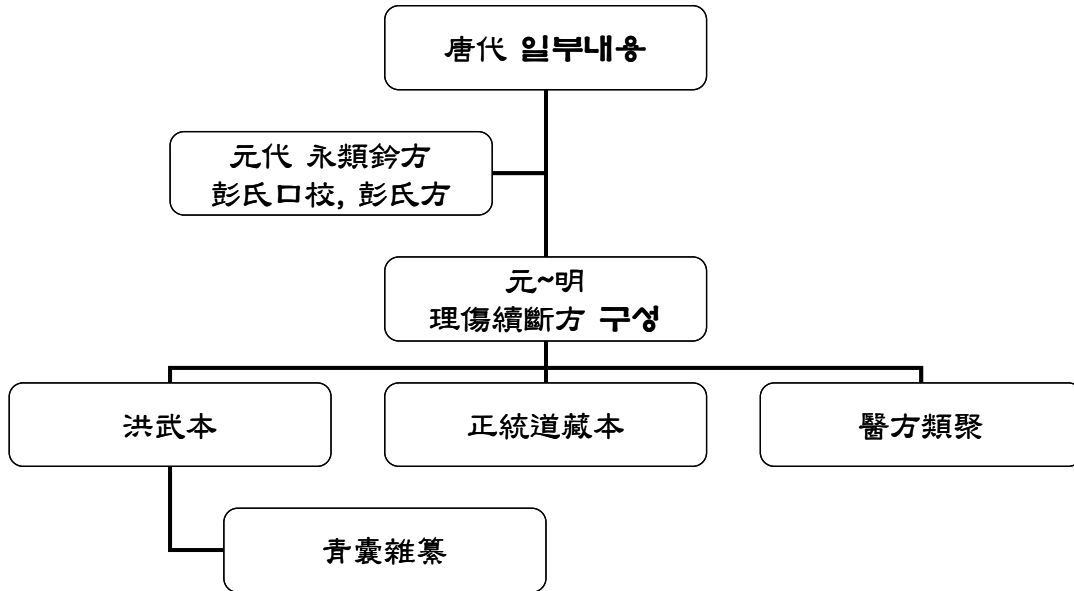 唐代 일부내용
元代 永類鈐方
彭氏口校, 彭氏方
元~明
理傷續斷方 구성
洪武本
正統道藏本
醫方類聚
青囊雜纂